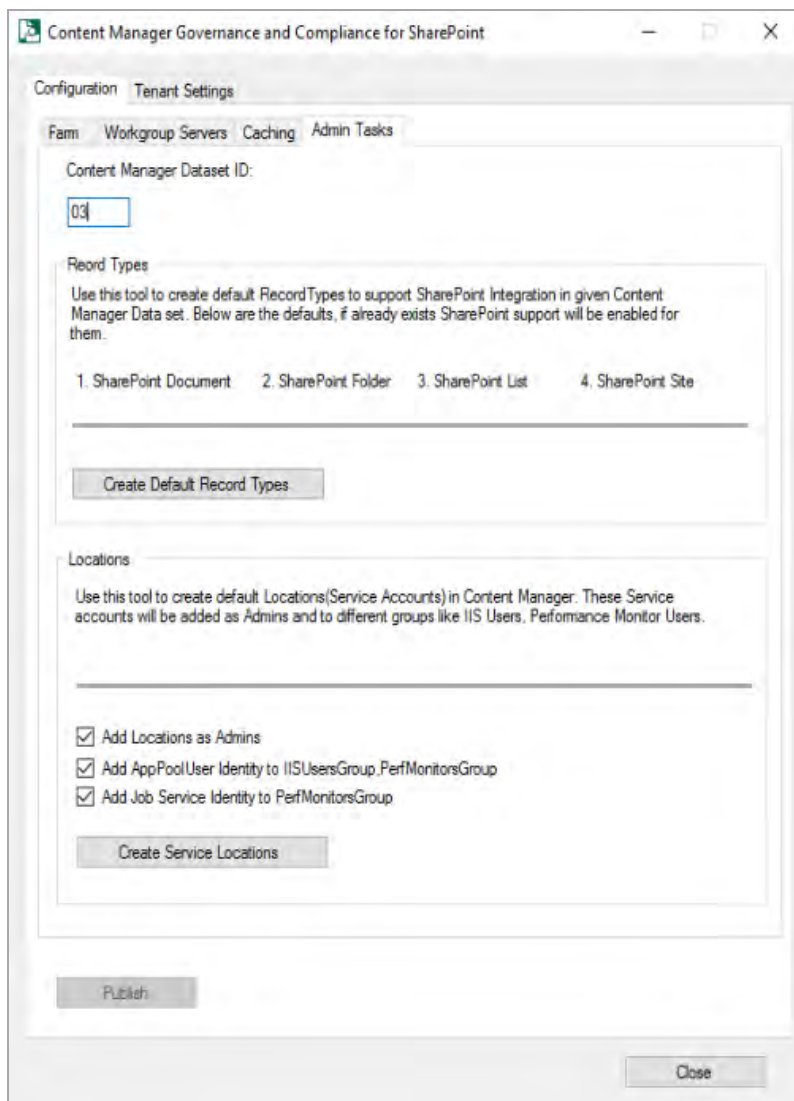 Content Manager Governance and Compliance for SharePoint
Configuration Tenant Settings
Farm Workgroup Servers Caching Admin Tasks
Content Manager Dataset ID:
03
Reord Types
Use this tool to create default RecordTypes to support SharePoint Integration in given Content
Manager Data set. Below are the defaults, if already exists SharePoint support will be enabled for
them.
1. SharePoint Document 2. SharePoint Folder 3. SharePoint List 4. SharePoint Site
Create Default Record Types
Locations
Use this tool to create default Locations(Service Accounts) in Content Manager. These Service
accounts will be added as Admins and to different groups like IIS Users, Performance Monitor Users.
Add Locations as Admins
Add AppPoolUser Identity to IISUsersGroup,PerfMonitorsGroup
Add Job Service Identity to PerfMonitorsGroup
Create Service Locations
Publish
Close